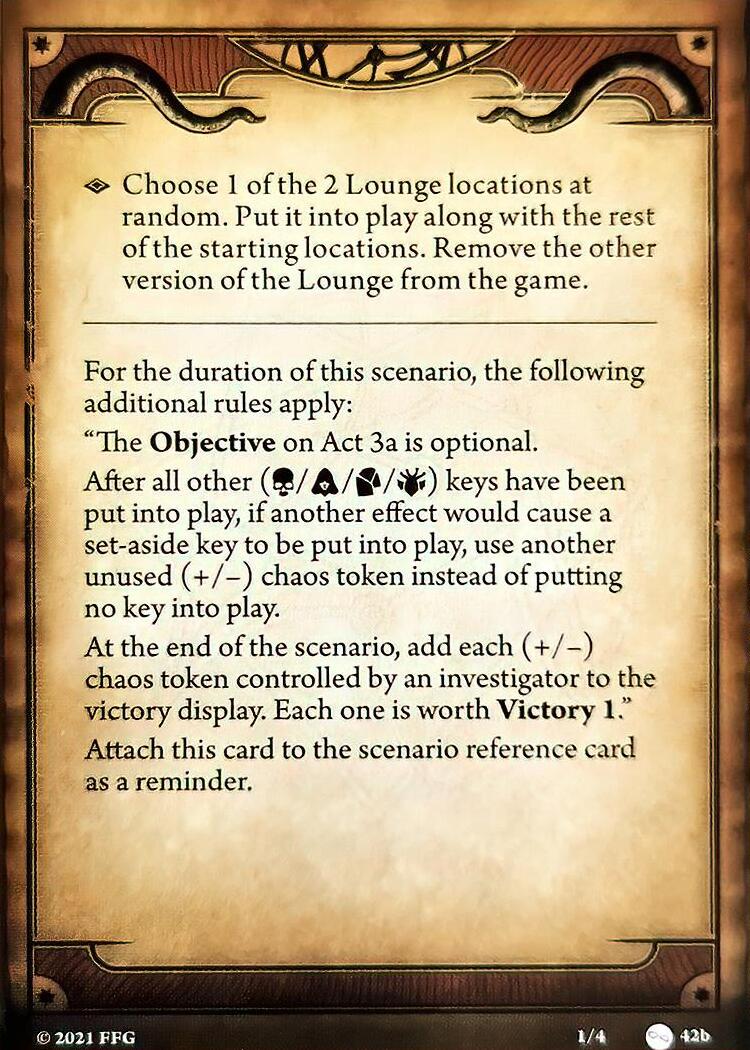 Choose 1 of the 2 Lounge locations at
random. Put it into play along with the rest
of the starting locations. Remove the other
version of the Lounge from the game.
For the duration of this scenario, the following
additional rules apply:
“The Objective on Act 3a is optional.
After all other (/ / / ) keys have been
put into play, if another effect would cause a
set-aside key to be put into play, use another
unused (+/–) chaos token instead of putting
no key into play.
At the end of the scenario, add each (+/–)
chaos token controlled by an investigator to the
victory display. Each one is worth Victory 1.”
Attach this card to the scenario reference card
as a reminder.
© 2021 FFG 1/4 42b